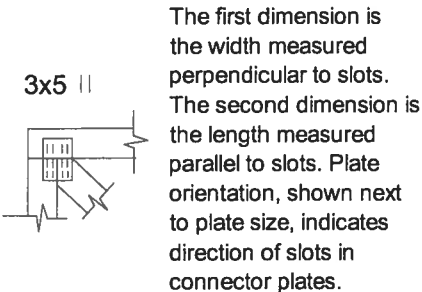 The first dimension is
the width measured
perpendicular to slots.
The second dimension is
the length measured
parallel to slots. Plate
orientation, shown next
to plate size, indicates
direction of slots in
connector plates.
3x5 ||